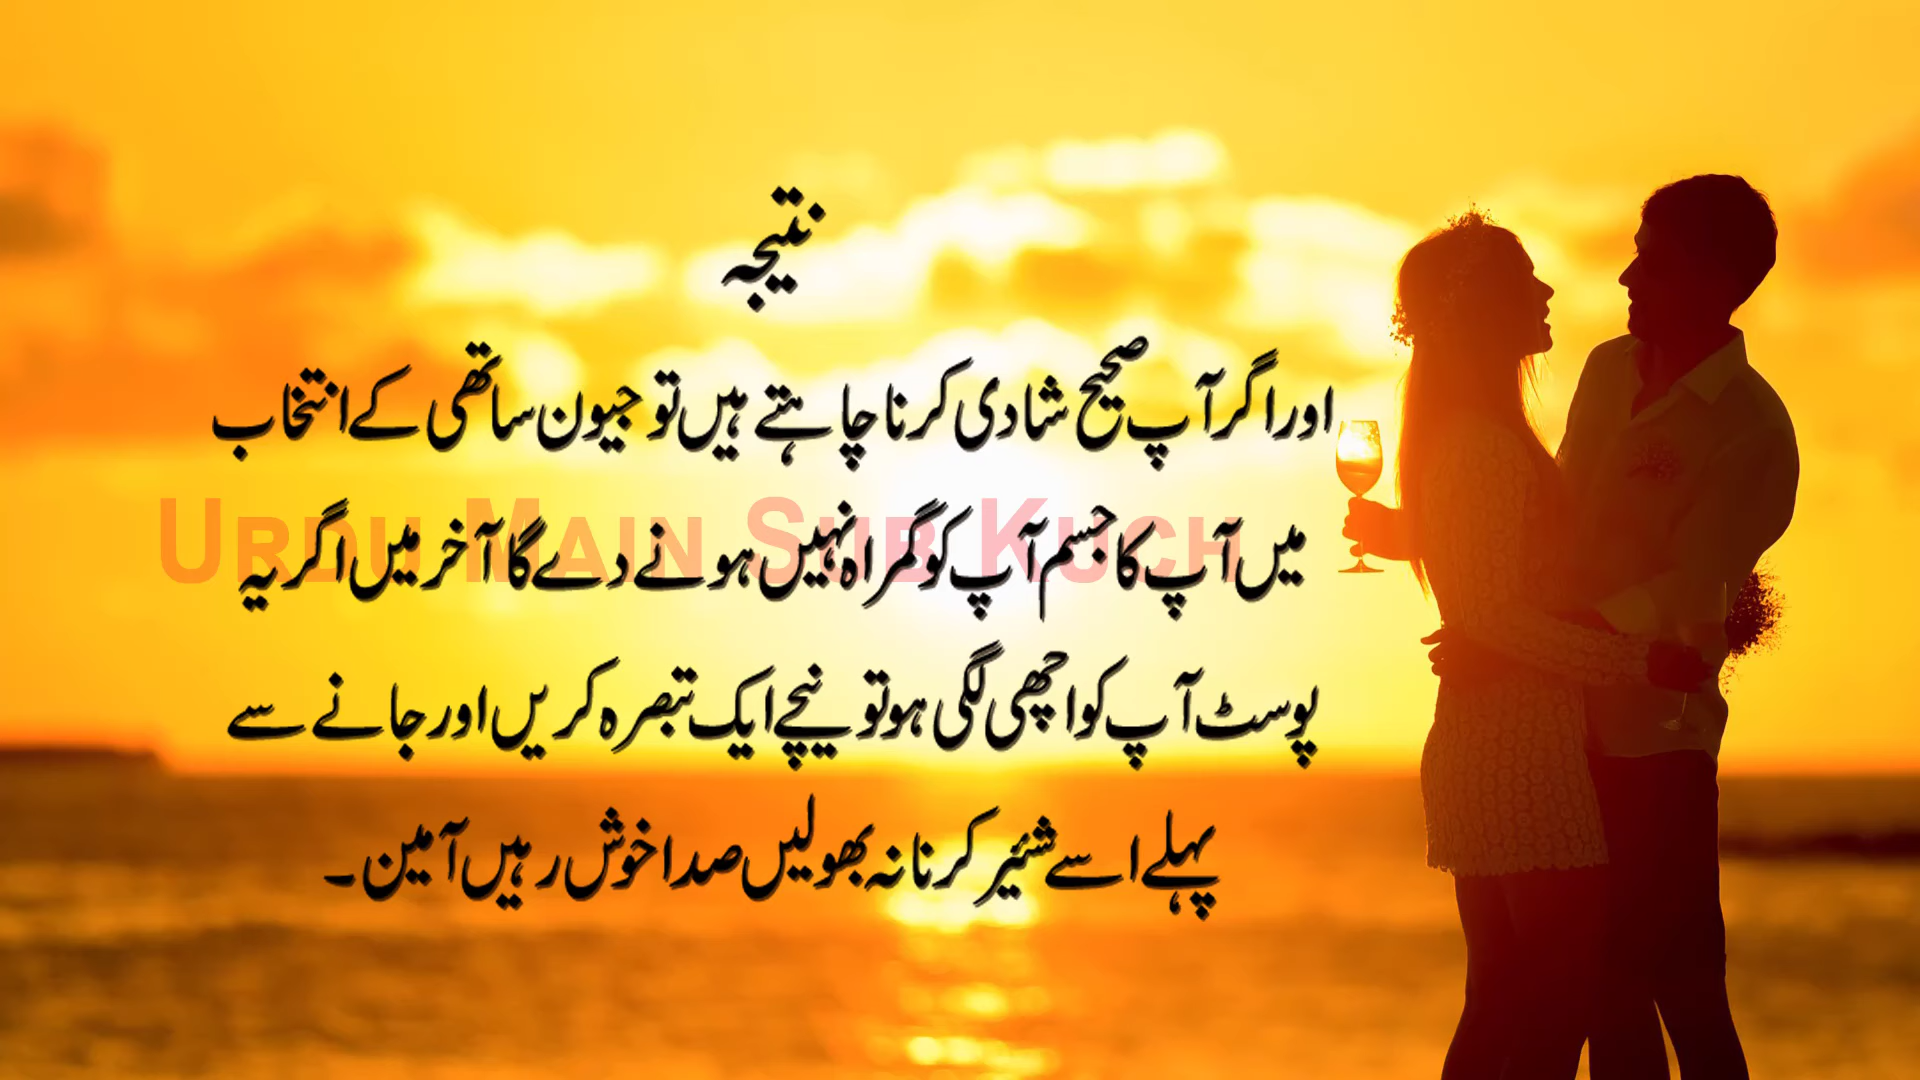 نتیجہ
اور اگر آپ صحیح شادی کرنا چاہتے ہیں تو جیون ساتھی کے انتخاب
میں آپ کا جسم آپ کو گمراہ نہیں ہونے دے گا آخر میں اگر یہ
Urdu Main Sub Kuch
پوسٹ آپ کو اچھی لگی ہو تو نیچے ایک تبصرہ کریں اور جانے سے
پہلے اسے شئیر کرنا نہ بھولیں صدا خوش رہیں آمین۔